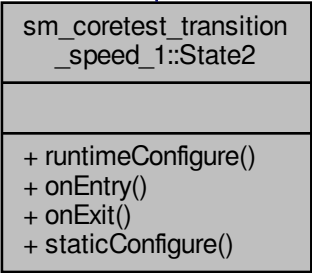 sm_coretest_transition
_speed_1::State2
+ runtimeConfigure()
+ onEntry()
+ onExit()
+ staticConfigure()